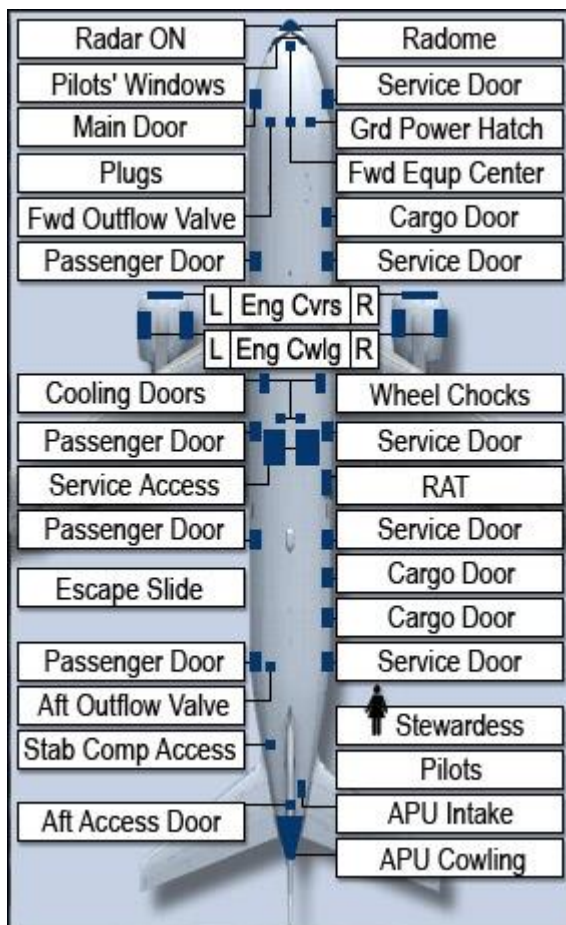 Radar ON
Radome
Pilots' Windows
Service Door
Main Door
Grd Power Hatch
Plugs
Fwd Equp Center
Fwd Outflow Valve
Cargo Door
Passenger Door
Service Door
L Eng Cvrs R
L Eng Cwlg R
Cooling Doors
Wheel Chocks
Passenger Door
Service Door
Service Access
RAT
Passenger Door
Service Door
Cargo Door
Escape Slide
Cargo Door
Passenger Door
Service Door
Aft Outflow Valve
Stewardess
Stab Comp Access
Pilots
Aft Access Door
APU Intake
APU Cowling